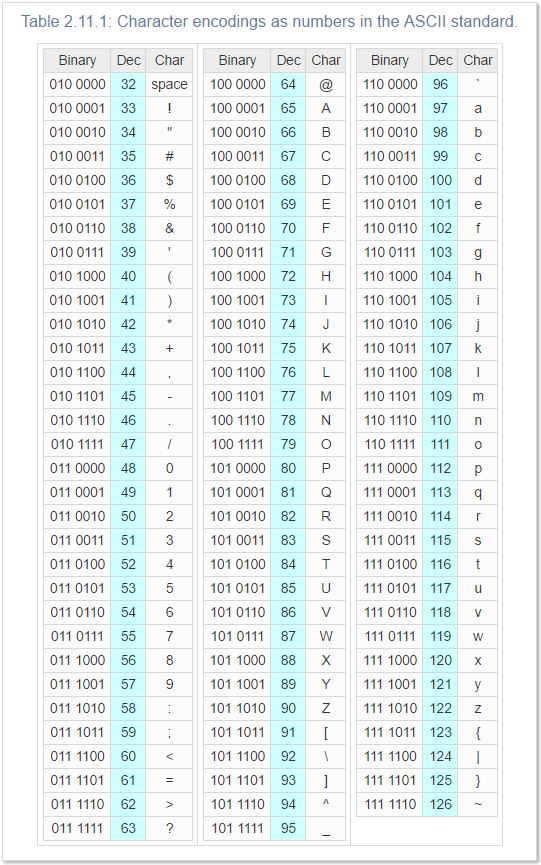 Table 2.11.1: Character encodings as numbers in the ASCII standard.
Binary Dec Char Binary Dec Char Binary Dec Char
010 0000 32 space 100 0000 64 @ 110 0000 96 `
010 0001 33 ! 100 0001 65 A 110 0001 97 a
010 0010 34 " 100 0010 66 B 110 0010 98 b
010 0011 35 # 100 0011 67 C 110 0011 99 c
010 0100 36 $ 100 0100 68 D 110 0100 100 d
010 0101 37 % 100 0101 69 E 110 0101 101 e
010 0110 38 & 100 0110 70 F 110 0110 102 f
010 0111 39 ' 100 0111 71 G 110 0111 103 g
010 1000 40 ( 100 1000 72 H 110 1000 104 h
010 1001 41 ) 100 1001 73 I 110 1001 105 i
010 1010 42 * 100 1010 74 J 110 1010 106 j
010 1011 43 + 100 1011 75 K 110 1011 107 k
010 1100 44 , 100 1100 76 L 110 1100 108 l
010 1101 45 - 100 1101 77 M 110 1101 109 m
010 1110 46 . 100 1110 78 N 110 1110 110 n
010 1111 47 / 100 1111 79 O 110 1111 111 o
011 0000 48 0 101 0000 80 P 111 0000 112 p
011 0001 49 1 101 0001 81 Q 111 0001 113 q
011 0010 50 2 101 0010 82 R 111 0010 114 r
011 0011 51 3 101 0011 83 S 111 0011 115 s
011 0100 52 4 101 0100 84 T 111 0100 116 t
011 0101 53 5 101 0101 85 U 111 0101 117 u
011 0110 54 6 101 0110 86 V 111 0110 118 v
011 0111 55 7 101 0111 87 W 111 0111 119 w
011 1000 56 8 101 1000 88 X 111 1000 120 x
011 1001 57 9 101 1001 89 Y 111 1001 121 y
011 1010 58 : 101 1010 90 Z 111 1010 122 z
011 1011 59 ; 101 1011 91 [ 111 1011 123 {
011 1100 60 < 101 1100 92 \ 111 1100 124 |
011 1101 61 = 101 1101 93 ] 111 1101 125 }
011 1110 62 > 101 1110 94 ^ 111 1110 126 ~
011 1111 63 ? 101 1111 95 _